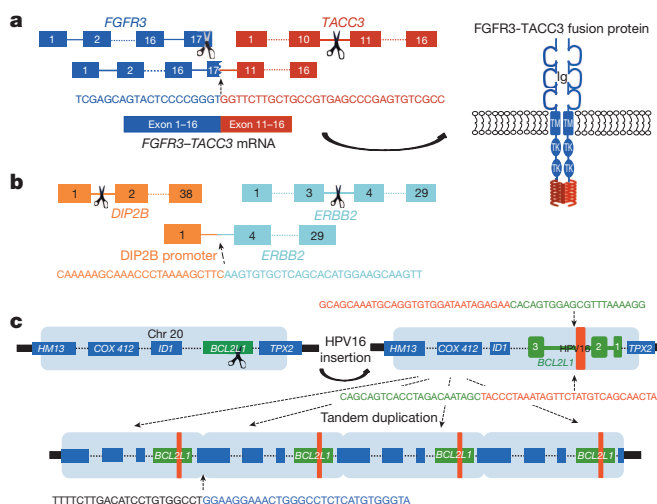 a
FGFR3 TACC3 FGFR3-TACC3 fusion protein
1 2 16 17 1 10 11 16
1 2 16 17 11 16
Ig
TCGAGCAGTACTCCCCGGGTGGTTCTTGCTGCCGTGAGCCCGAGTGTCGCC
Exon 1–16 Exon 11–16
FGFR3–TACC3 mRNA
TM TM
TK TK
TK TK
b
1 2 38 1 3 4 29
DIP2B ERBB2
1 4 29
DIP2B promoter ERBB2
CAAAAAGCAAACCCTAAAAGCTTCAAGTGTGCTCAGCACATGGAAGCAAGTT
GCAGCAAATGCAGGTGTGGATAATAGAGAACACAGTGGAGCGTTTAAAAGG
c
Chr 20
HM13 COX 412 ID1 BCL2L1 TPX2
HPV16
insertion
HM13 COX 412 ID1 3 HPV16 2 1 TPX2
BCL2L1
CAGCAGTCACCTAGACAATAGCTACCCTAAATAGTTCTATGTCAGCAACTA
Tandem duplication
BCL2L1 BCL2L1 BCL2L1 BCL2L1
TTTTCTTGACATCCTGTGGCCTGGAAGGAAACTGGGCCTCTCATGTGGGTA